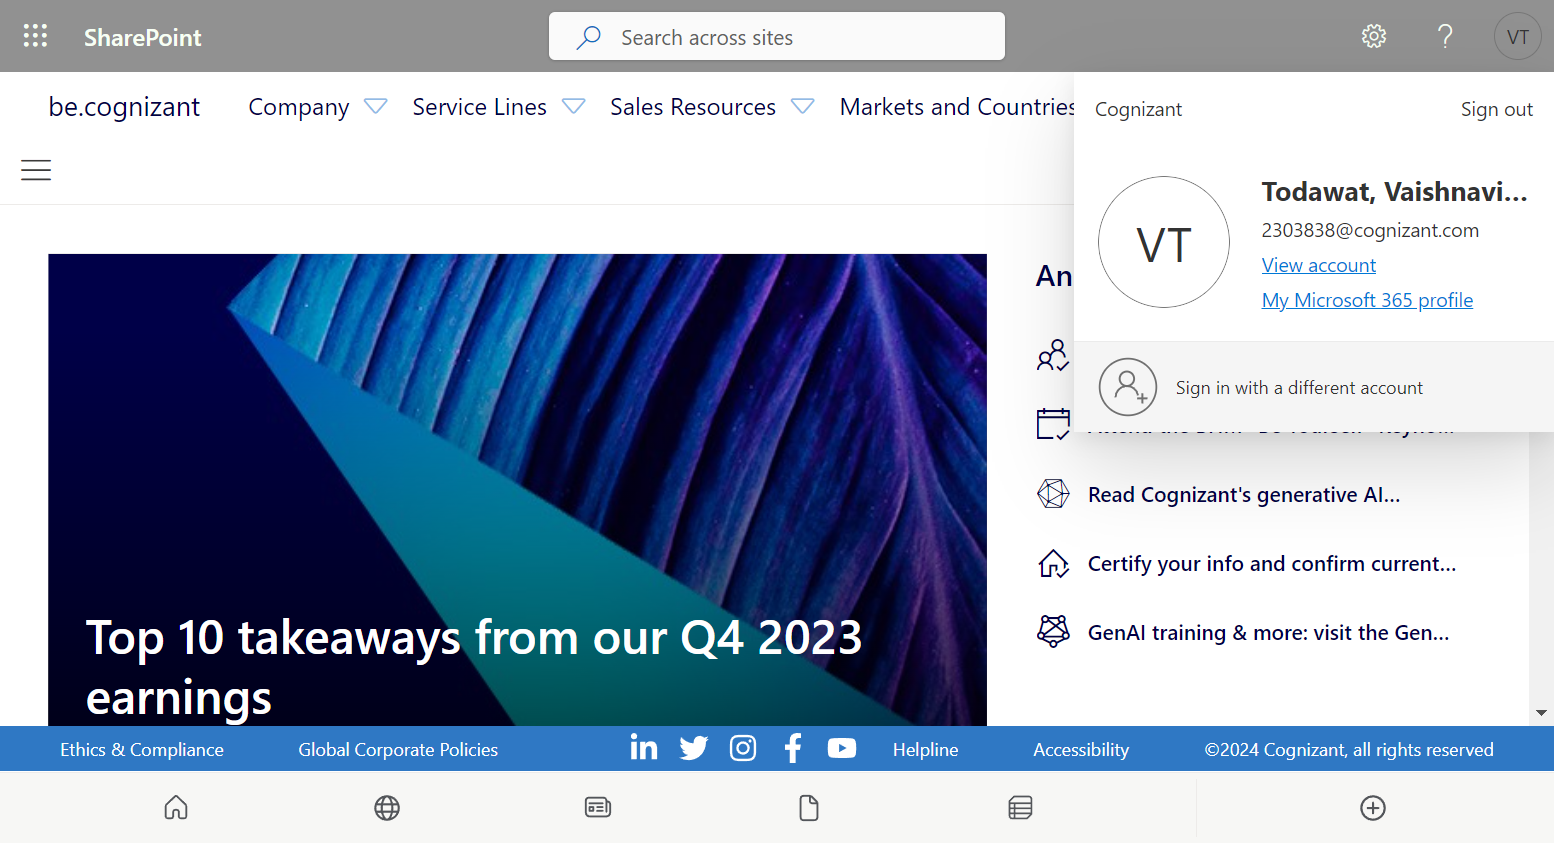 SharePoint
Search across sites
VT
be.cognizant
Company
Service Lines
Sales Resources
Markets and Countries
Cognizant
Sign out
VT
Todawat, Vaishnavi...
2303838@cognizant.com
View account
My Microsoft 365 profile
Sign in with a different account
An
Read Cognizant's generative AI...
Certify your info and confirm current...
GenAI training & more: visit the Gen...
Top 10 takeaways from our Q4 2023
earnings
Ethics & Compliance
Global Corporate Policies
Helpline
Accessibility
©2024 Cognizant, all rights reserved